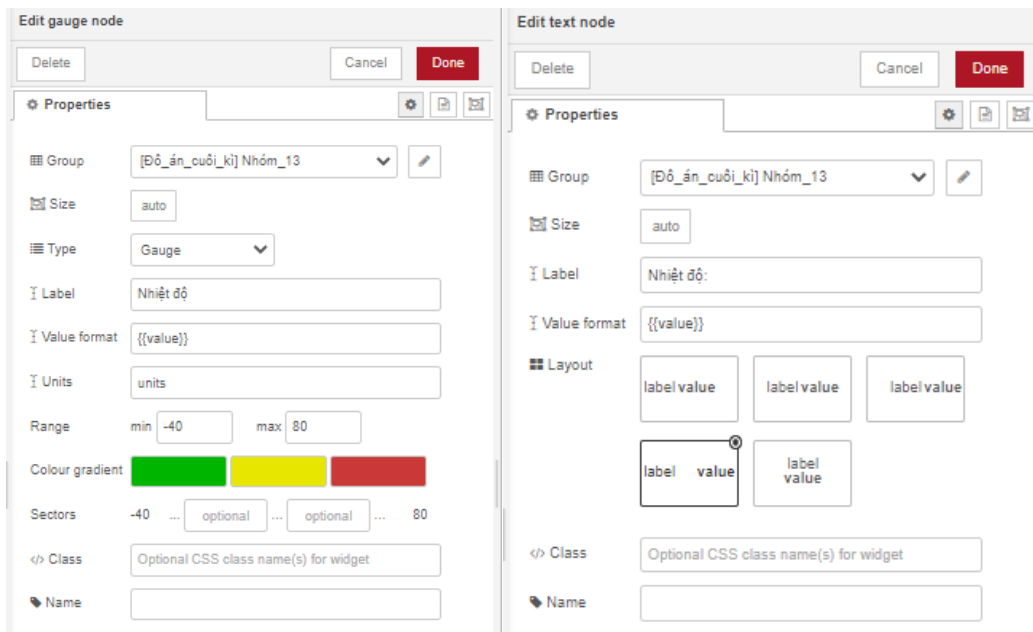 Edit gauge node
Delete Cancel Done
Properties
Group [Đồ_án_cuối_kì] Nhóm_13
Size auto
Type Gauge
Label Nhiệt độ
Value format {{value}}
Units units
Range min -40 max 80
Colour gradient
Sectors -40 ... optional ... optional ... 80
</> Class Optional CSS class name(s) for widget
Name
Edit text node
Delete Cancel Done
Properties
Group [Đồ_án_cuối_kì] Nhóm_13
Size auto
Label Nhiệt độ:
Value format {{value}}
Layout
label value label value label value
label value label
value
</> Class Optional CSS class name(s) for widget
Name